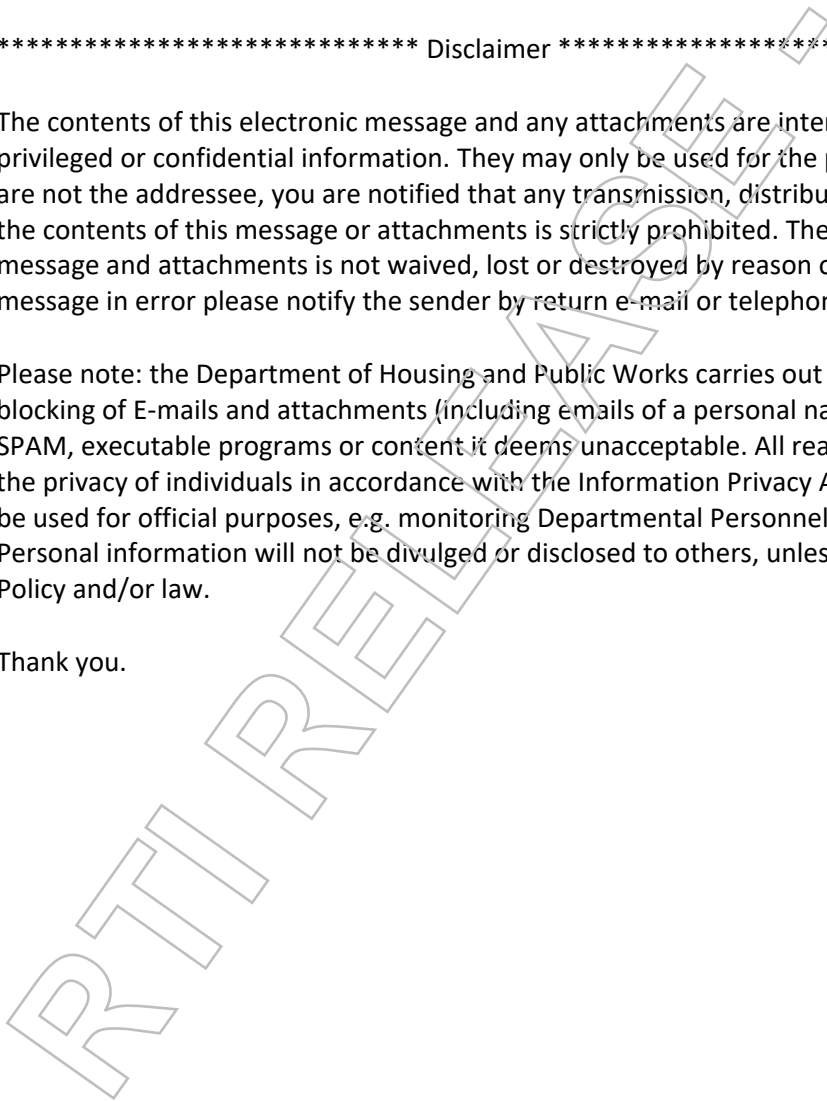 ***************************** Disclaimer *******************
The contents of this electronic message and any attachments are
privileged or confidential information. They may only be used for the
are not the addressee, you are notified that any transmission,
the contents of this message or attachments is strictly prohibited. The
message and attachments is not waived, lost or destroyed by reason
message in error please notify the sender by return e-mail or
Please note: the Department of Housing and Public Works carries out
blocking of E-mails and attachments (including emails of a personal
SPAM, executable programs or content it deems unacceptable. All
the privacy of individuals in accordance with the Information Privacy
be used for official purposes, e.g. monitoring Departmental Personnel
Personal information will not be divulged or disclosed to others,
Policy and/or law.
Thank you.
RTI RELEASE -